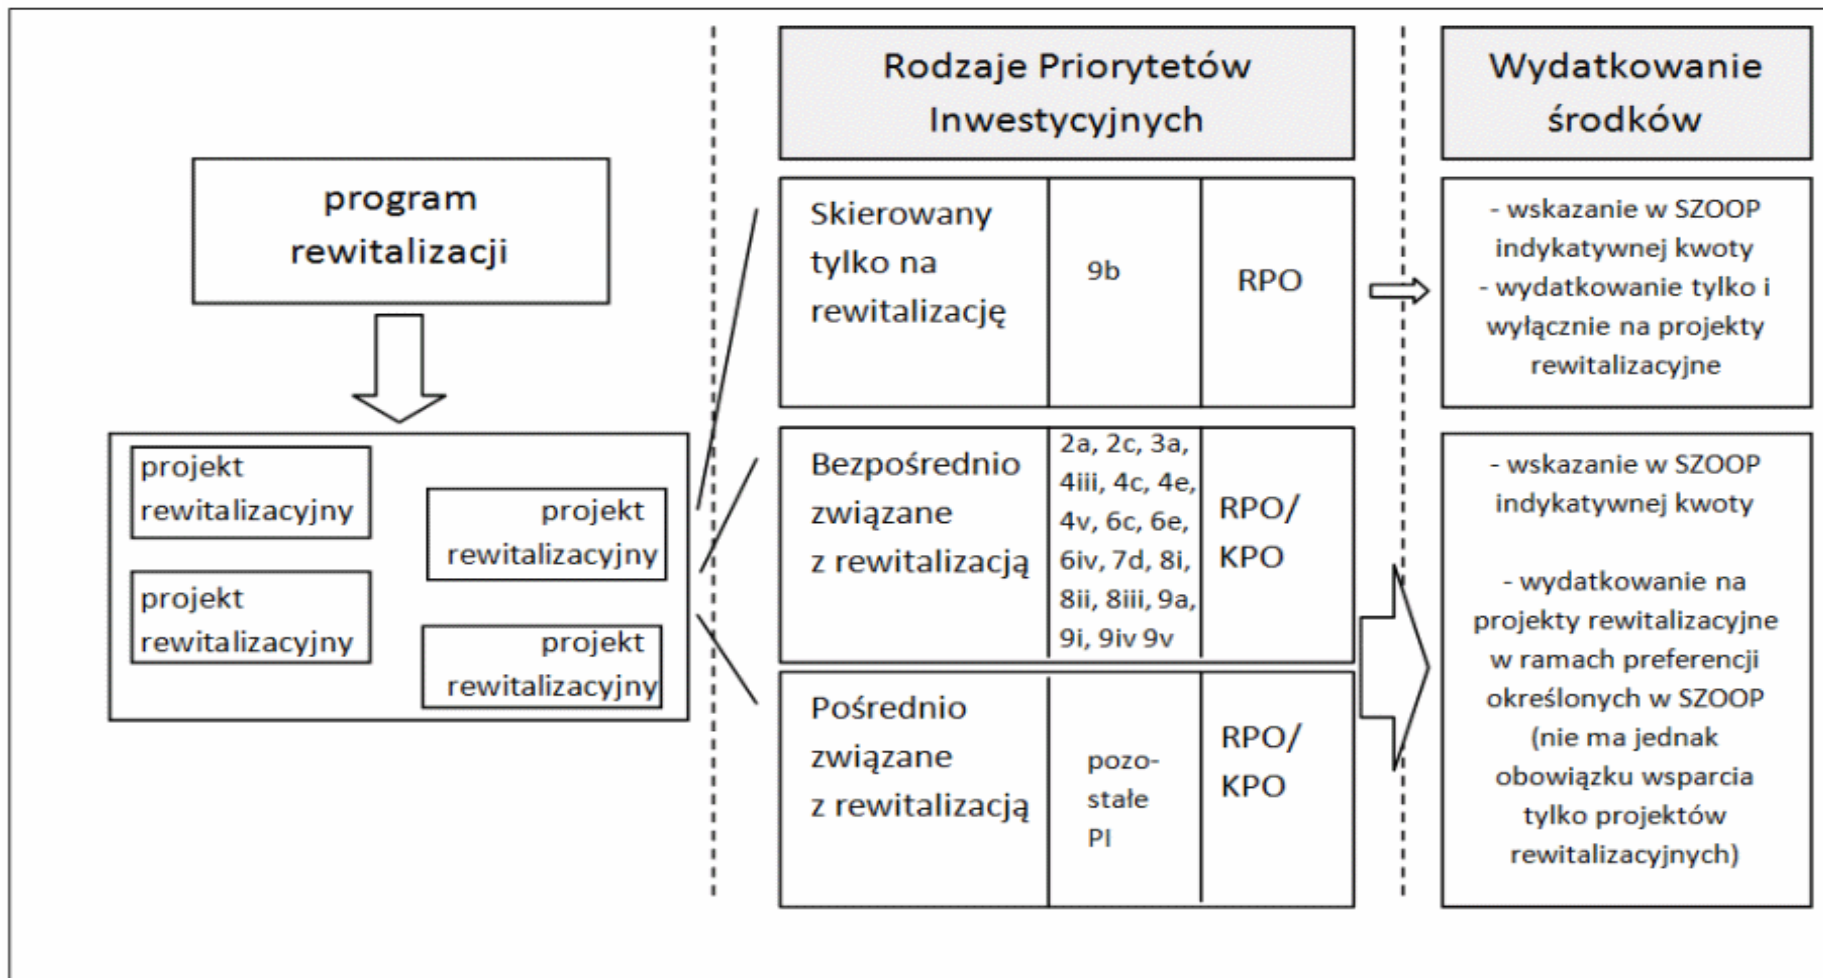 program
rewitalizacji
projekt
rewitalizacyjny
projekt
rewitalizacyjny
projekt
rewitalizacyjny
projekt
rewitalizacyjny
Rodzaje Priorytetów
Inwestycyjnych
Skierowany
tylko na
rewitalizację
9b
RPO
Bezpośrednio
związane
z rewitalizacją
2a, 2c, 3a,
4iii, 4c, 4e,
4v, 6c, 6e,
6iv, 7d, 8i,
8ii, 8iii, 9a,
9i, 9iv 9v
RPO/
KPO
Pośrednio
związane
z rewitalizacją
pozo-
stałe
PI
RPO/
KPO
Wydatkowanie
środków
- wskazanie w SZOOP
indykatywnej kwoty
- wydatkowanie tylko i
wyłącznie na projekty
rewitalizacyjne
- wskazanie w SZOOP
indykatywnej kwoty
- wydatkowanie na
projekty rewitalizacyjne
w ramach preferencji
określonych w SZOOP
(nie ma jednak
obowiązku wsparcia
tylko projektów
rewitalizacyjnych)